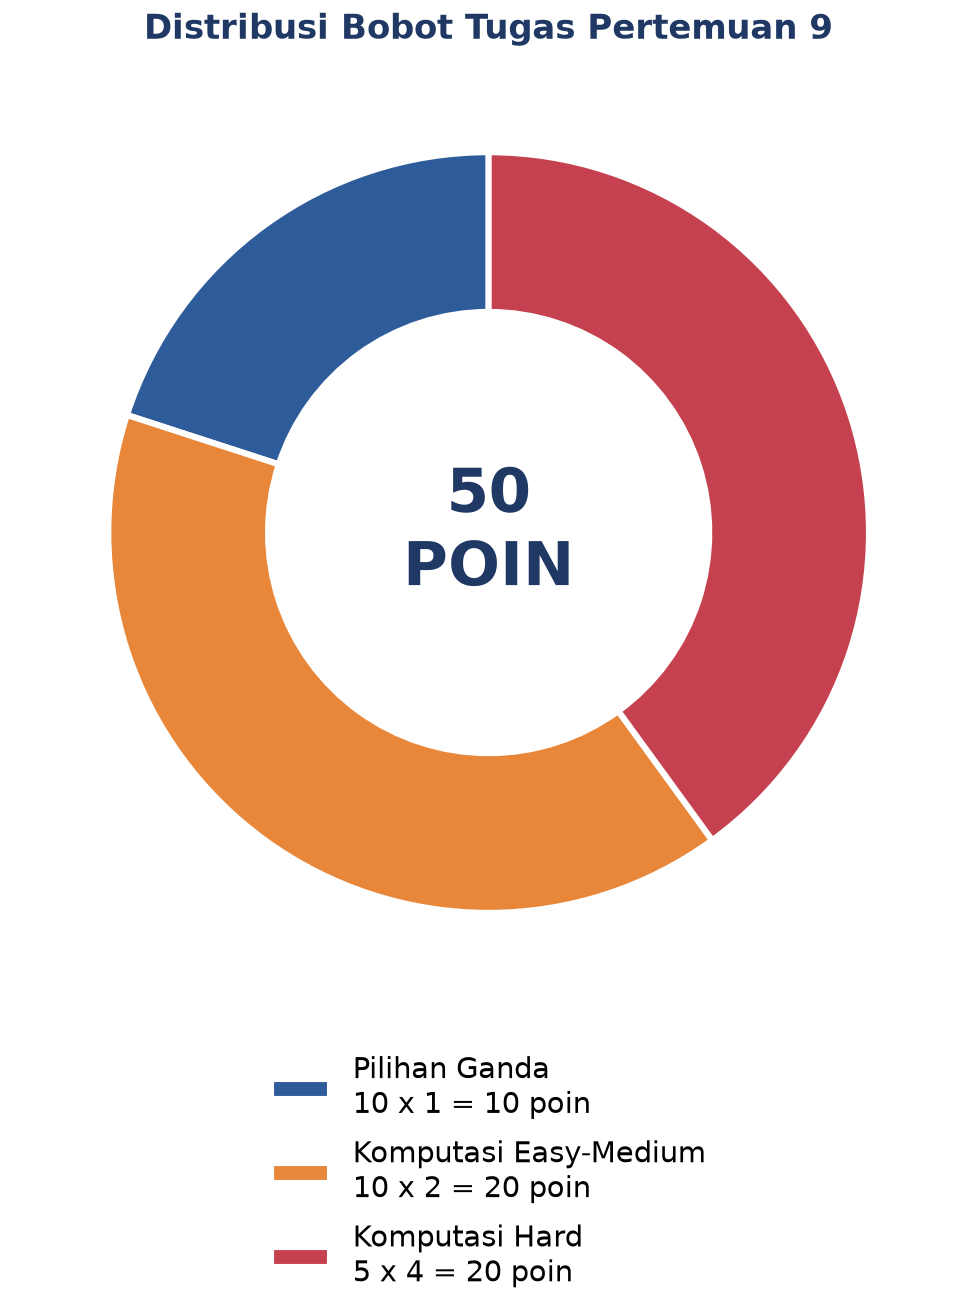 Distribusi Bobot Tugas Pertemuan 9
50
POIN
Pilihan Ganda
10 x 1 = 10 poin
Komputasi Easy-Medium
10 x 2 = 20 poin
Komputasi Hard
5 x 4 = 20 poin